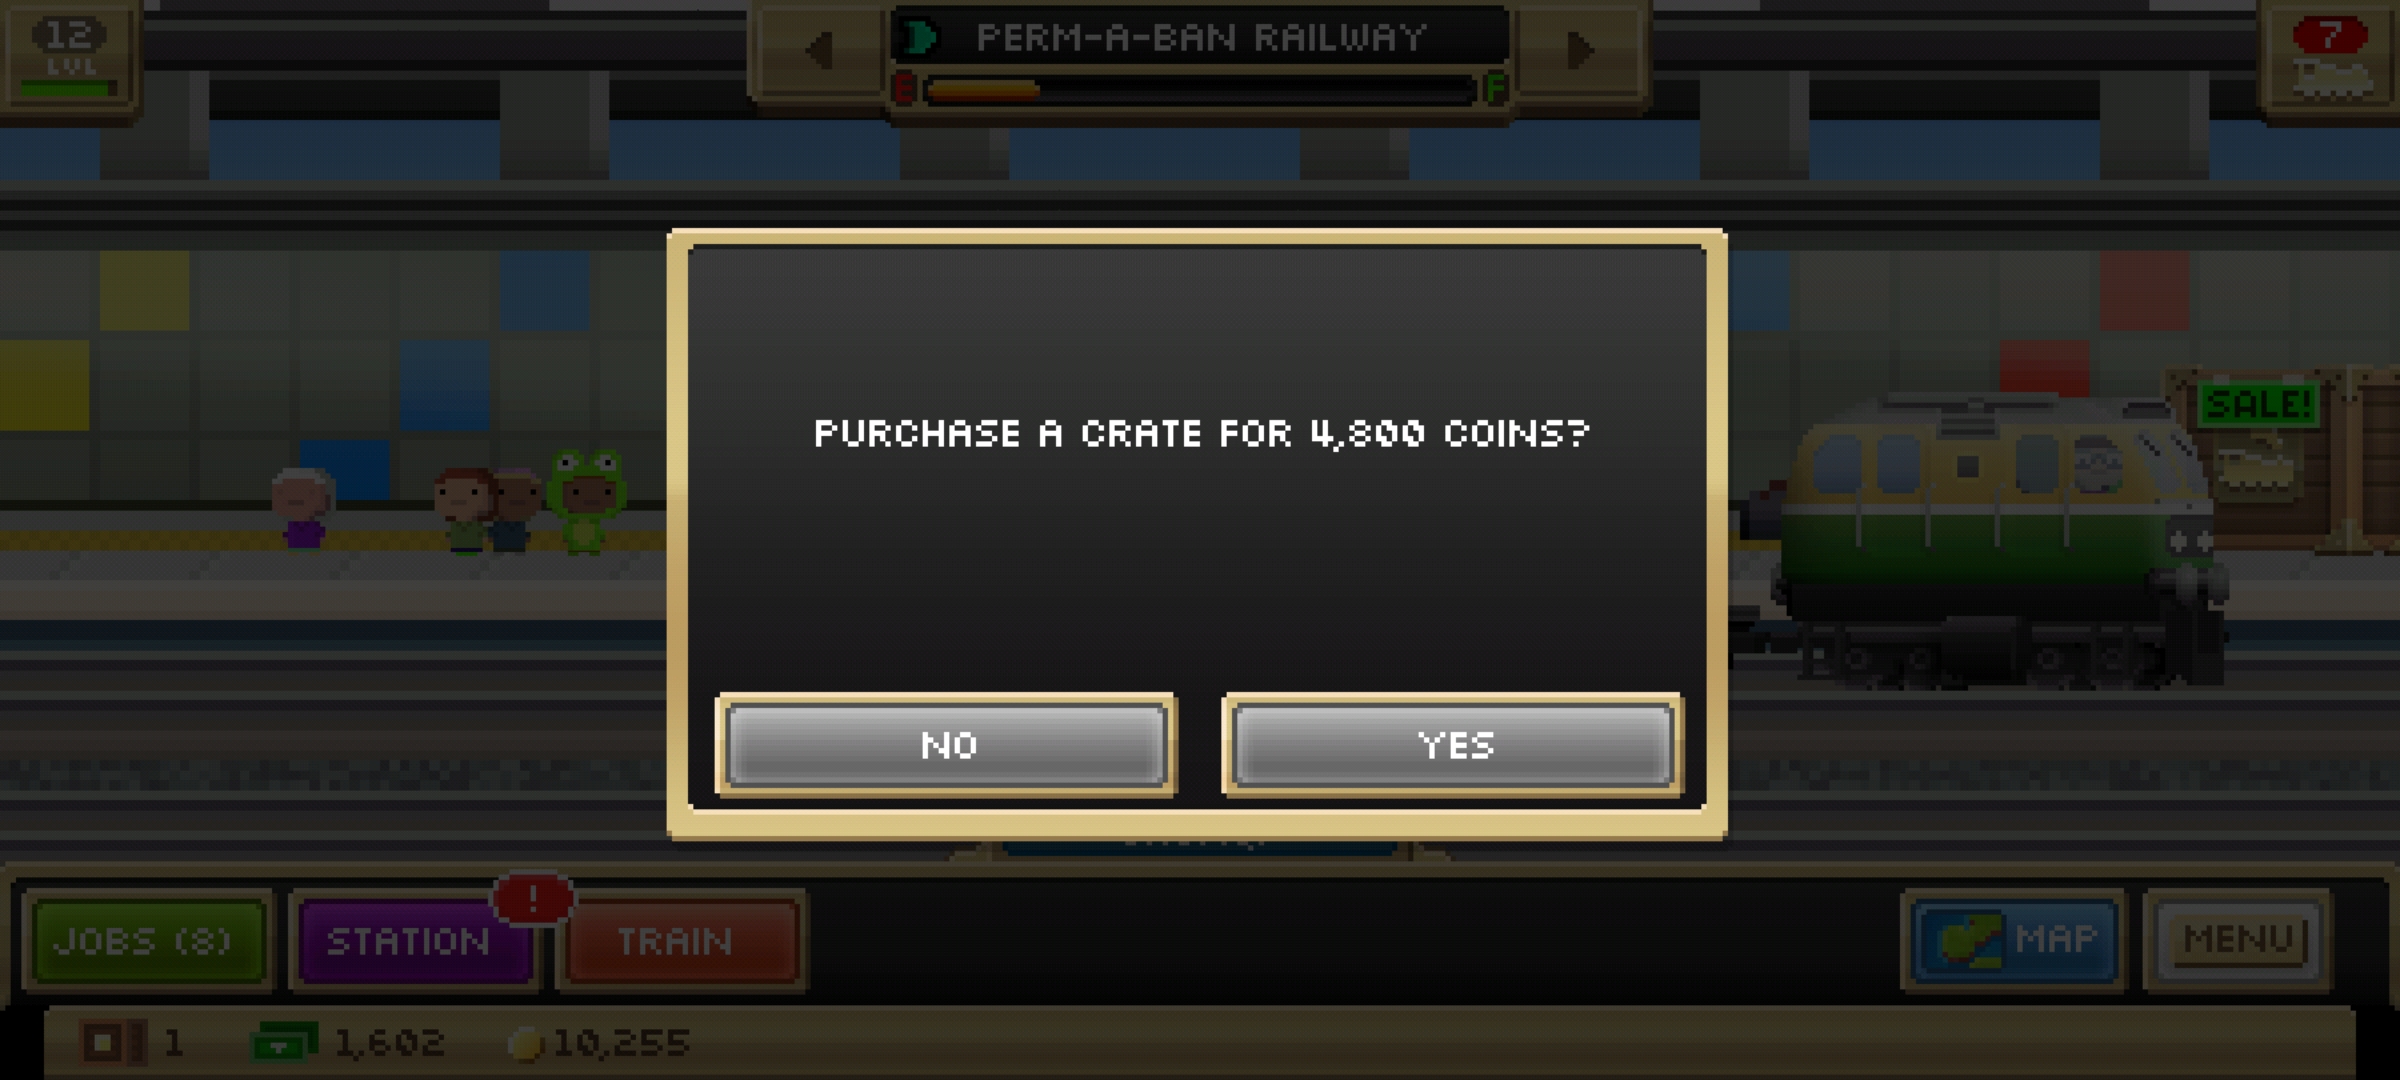 12
LVL
PERM-A-BAN RAILWAY
E
F
7
SALE!
PURCHASE A CRATE FOR 4,800 COINS?
NO
YES
JOBS (8)
STATION
!
TRAIN
MAP
MENU
1
1,602
10,255